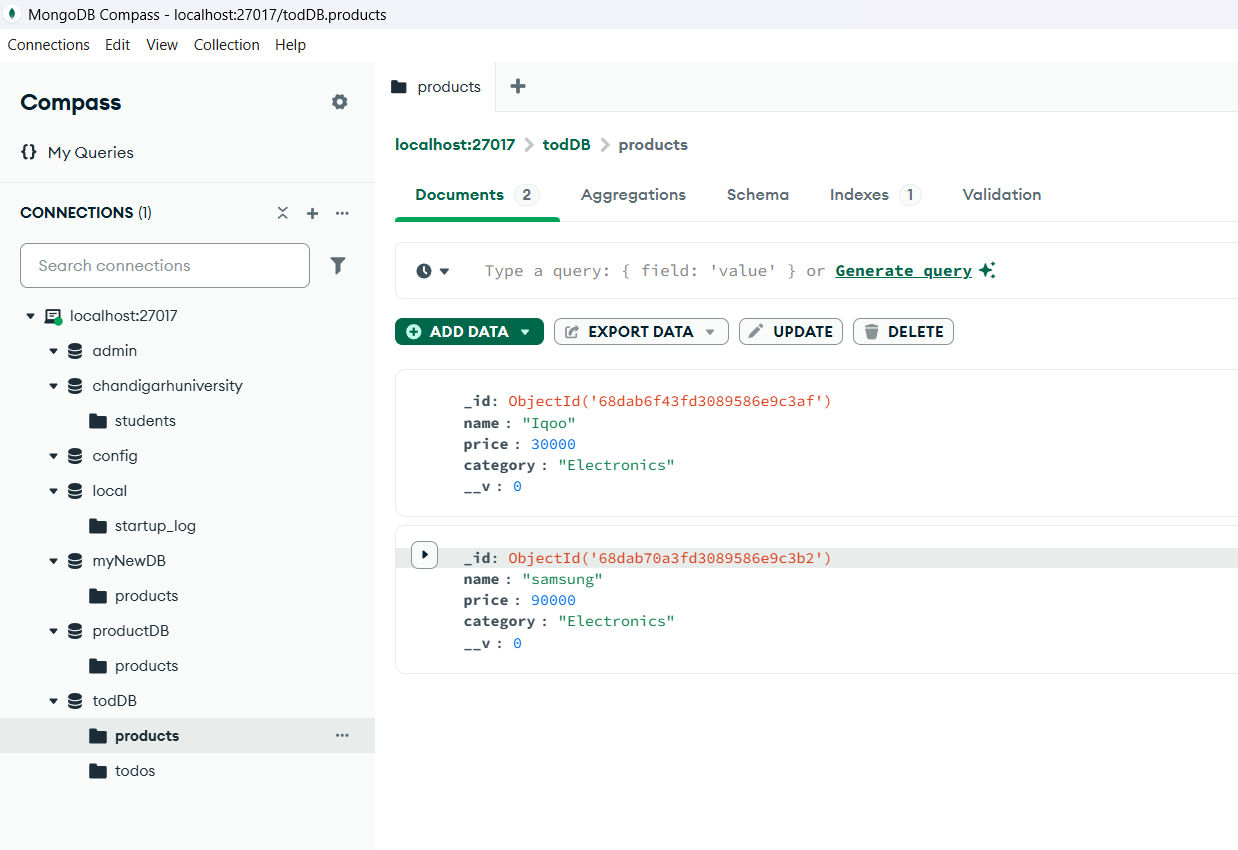 MongoDB Compass - localhost:27017/todDB.products
Connections Edit View Collection Help
Compass
{} My Queries
CONNECTIONS (1)
Search connections
localhost:27017
admin
chandigarhuniversity
students
config
local
startup_log
myNewDB
products
productDB
products
todDB
products
todos
products
localhost:27017 > todDB > products
Documents 2 Aggregations Schema Indexes 1 Validation
Type a query: { field: 'value' } or Generate query
ADD DATA EXPORT DATA UPDATE DELETE
_id: ObjectId('68dab6f43fd3089586e9c3af')
name : "Iqoo"
price : 30000
category : "Electronics"
__v : 0
_id: ObjectId('68dab70a3fd3089586e9c3b2')
name : "samsung"
price : 90000
category : "Electronics"
__v : 0